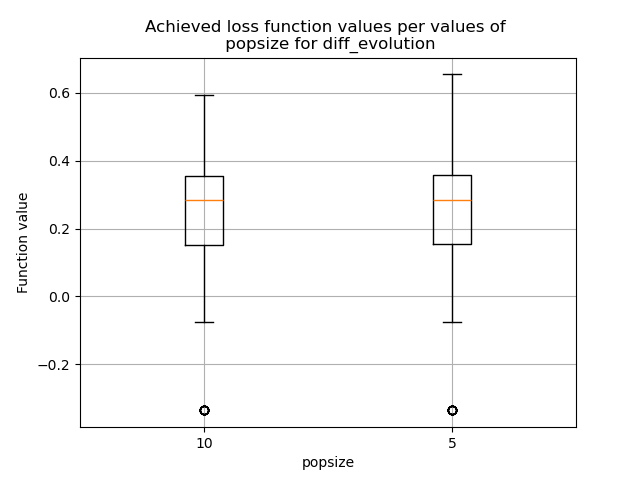 Achieved loss function values per values of
popsize for diff_evolution
Function value
0.6
0.4
0.2
0.0
−0.2
10
5
popsize